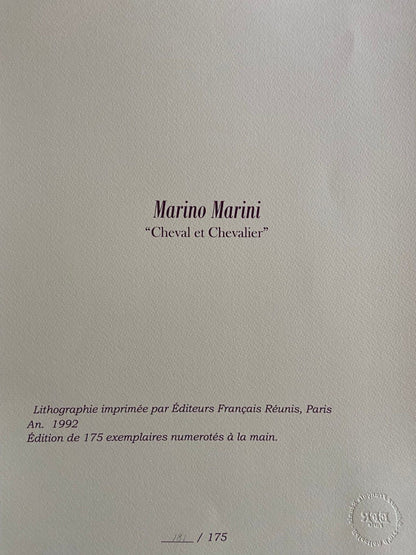 Marino Marini
“Cheval et Chevalier”
Lithographie imprimée par Éditeurs Français Réunis, Paris
An. 1992
Édition de 175 exemplaires numerotés à la main.
/ 175